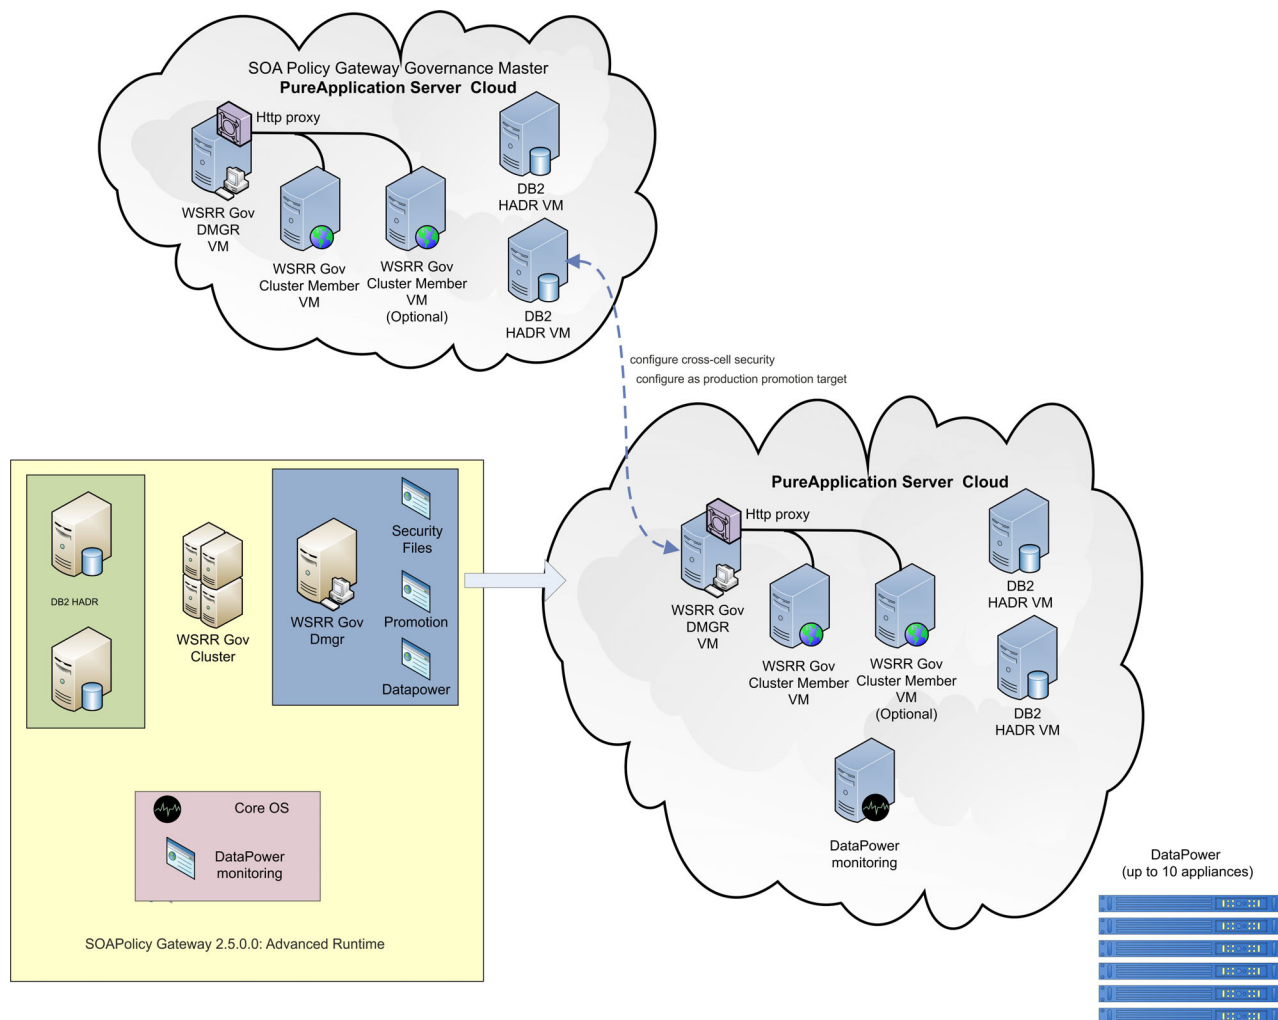 SOA Policy Gateway Governance Master
PureApplication Server Cloud
Http proxy
WSRR Gov
DMGR
VM
WSRR Gov
Cluster Member
VM
WSRR Gov
Cluster Member
VM
(Optional)
DB2
HADR VM
DB2
HADR VM
configure cross-cell security
configure as production promotion target
PureApplication Server Cloud
Http proxy
WSRR Gov
DMGR
VM
WSRR Gov
Cluster Member
VM
WSRR Gov
Cluster Member
VM
(Optional)
DB2
HADR VM
DB2
HADR VM
DataPower
monitoring
DB2 HADR
WSRR Gov
Cluster
WSRR Gov
Dmgr
Security
Files
Promotion
Datapower
Core OS
DataPower
monitoring
SOAPolicy Gateway 2.5.0.0: Advanced Runtime
DataPower
(up to 10 appliances)